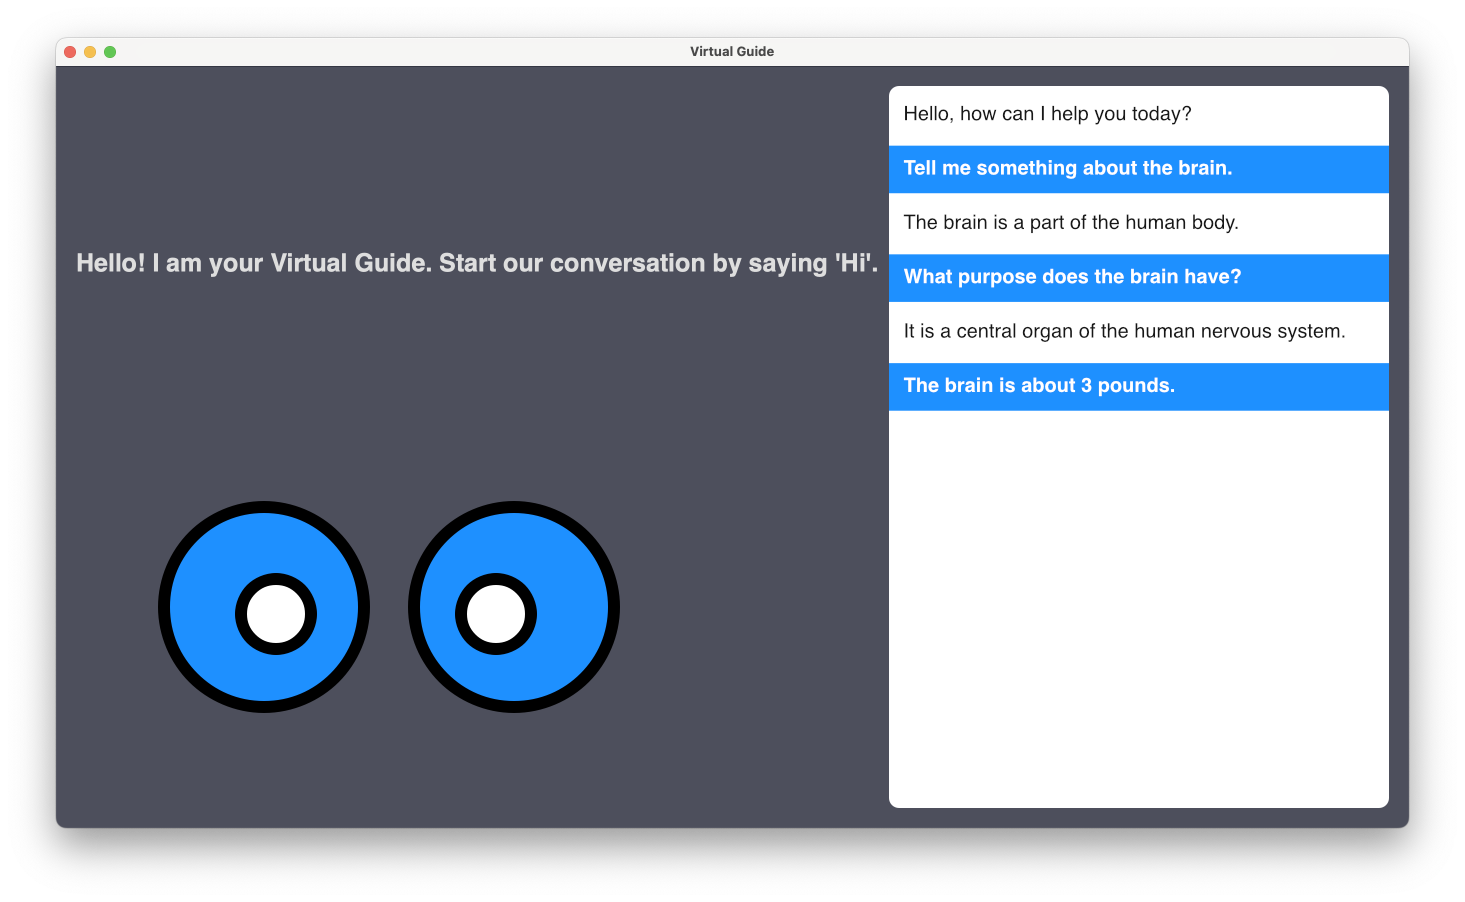 Virtual Guide
Hello! I am your Virtual Guide. Start our conversation by saying 'Hi'.
Hello, how can I help you today?
Tell me something about the brain.
The brain is a part of the human body.
What purpose does the brain have?
It is a central organ of the human nervous system.
The brain is about 3 pounds.